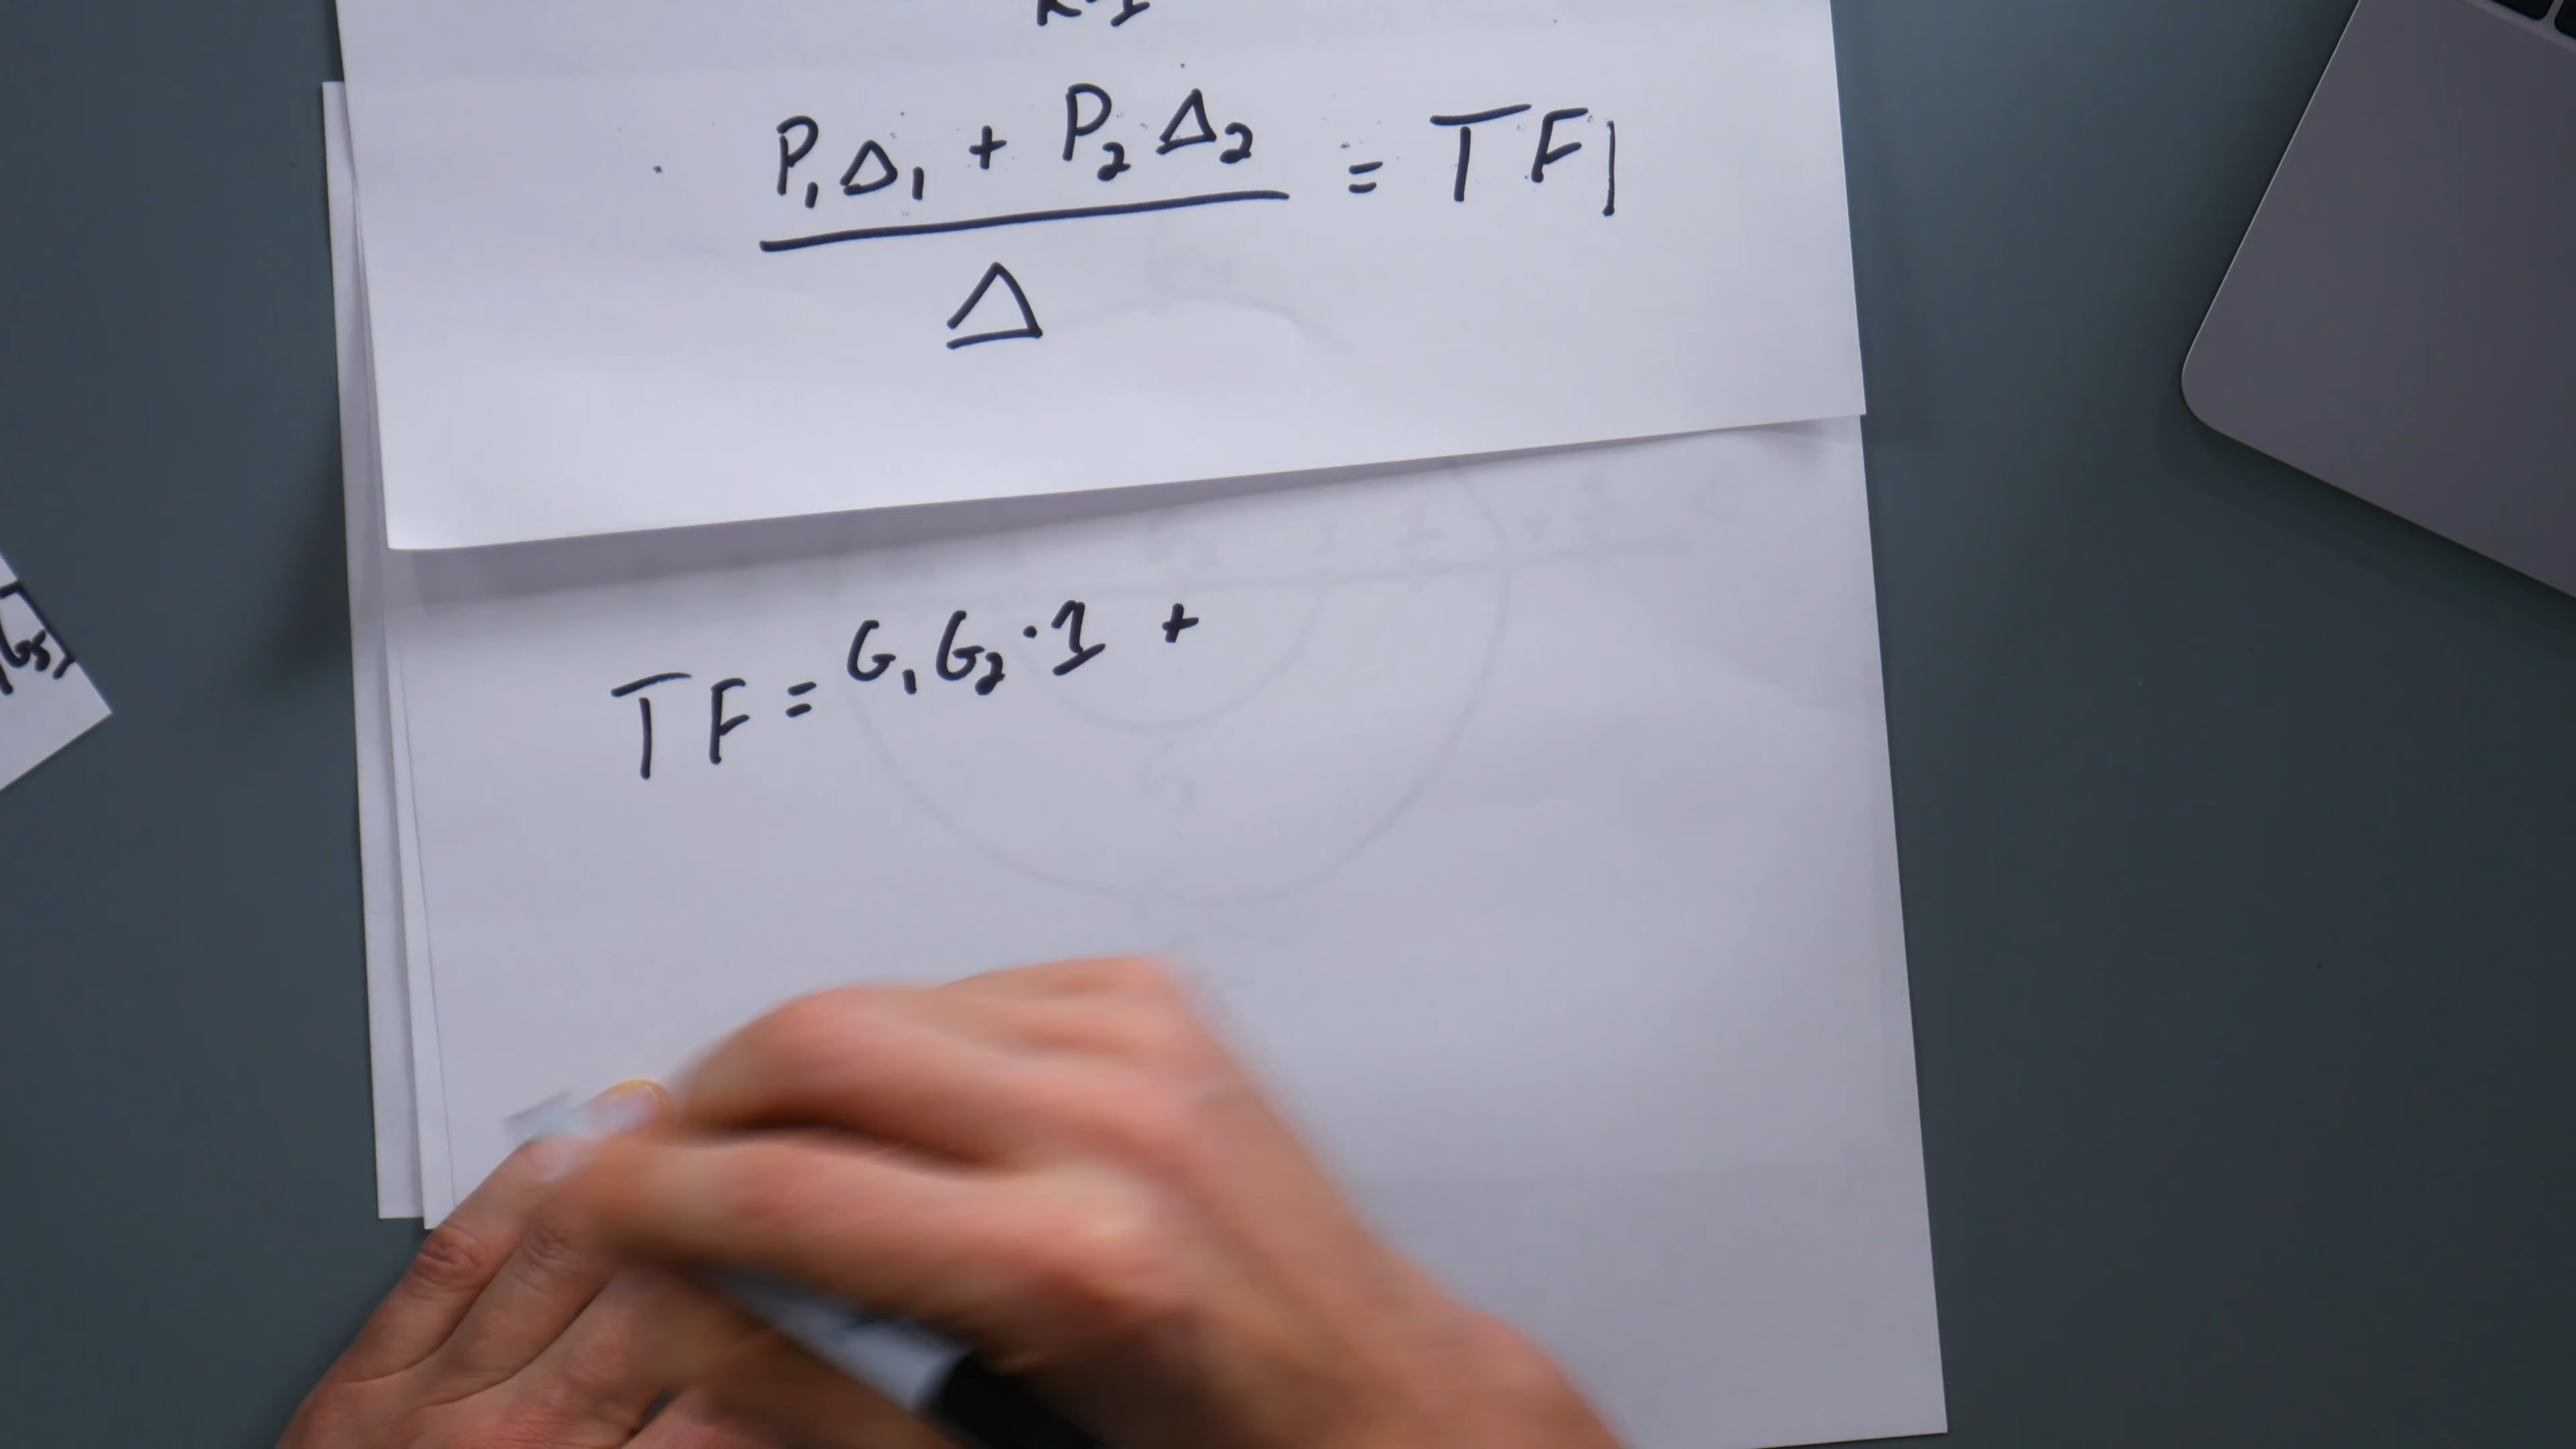 P₁Δ₁ + P₂Δ₂ = TF|
Δ
TF = G₁G₂·1 +